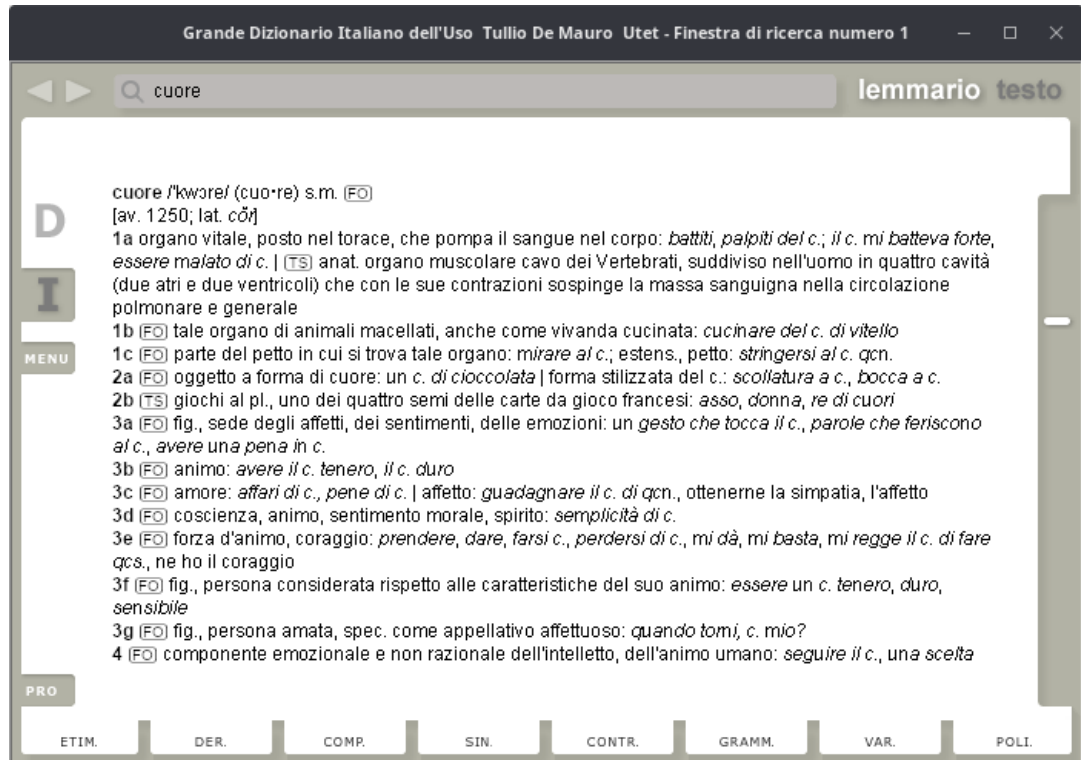 Grande Dizionario Italiano dell'Uso  Tullio De Mauro  Utet - Finestra di ricerca numero 1
cuore
lemmario testo
D
I
MENU
PRO
cuore /'kwɔre/ (cuo•re) s.m. FO
[av. 1250; lat. cŏr]
1a organo vitale, posto nel torace, che pompa il sangue nel corpo: battiti, palpiti del c.; il c. mi batteva forte,
essere malato di c. | TS anat. organo muscolare cavo dei Vertebrati, suddiviso nell'uomo in quattro cavità
(due atri e due ventricoli) che con le sue contrazioni sospinge la massa sanguigna nella circolazione
polmonare e generale
1b FO tale organo di animali macellati, anche come vivanda cucinata: cucinare del c. di vitello
1c FO parte del petto in cui si trova tale organo: mirare al c.; estens., petto: stringersi al c. qcn.
2a FO oggetto a forma di cuore: un c. di cioccolata | forma stilizzata del c.: scollatura a c., bocca a c.
2b TS giochi al pl., uno dei quattro semi delle carte da gioco francesi: asso, donna, re di cuori
3a FO fig., sede degli affetti, dei sentimenti, delle emozioni: un gesto che tocca il c., parole che feriscono
al c., avere una pena in c.
3b FO animo: avere il c. tenero, il c. duro
3c FO amore: affari di c., pene di c. | affetto: guadagnare il c. di qcn., ottenerne la simpatia, l'affetto
3d FO coscienza, animo, sentimento morale, spirito: semplicità di c.
3e FO forza d'animo, coraggio: prendere, dare, farsi c., perdersi di c., mi dà, mi basta, mi regge il c. di fare
qcs., ne ho il coraggio
3f FO fig., persona considerata rispetto alle caratteristiche del suo animo: essere un c. tenero, duro,
sensibile
3g FO fig., persona amata, spec. come appellativo affettuoso: quando torni, c. mio?
4 FO componente emozionale e non razionale dell'intelletto, dell'animo umano: seguire il c., una scelta
ETIM. DER. COMP. SIN. CONTR. GRAMM. VAR. POLI.